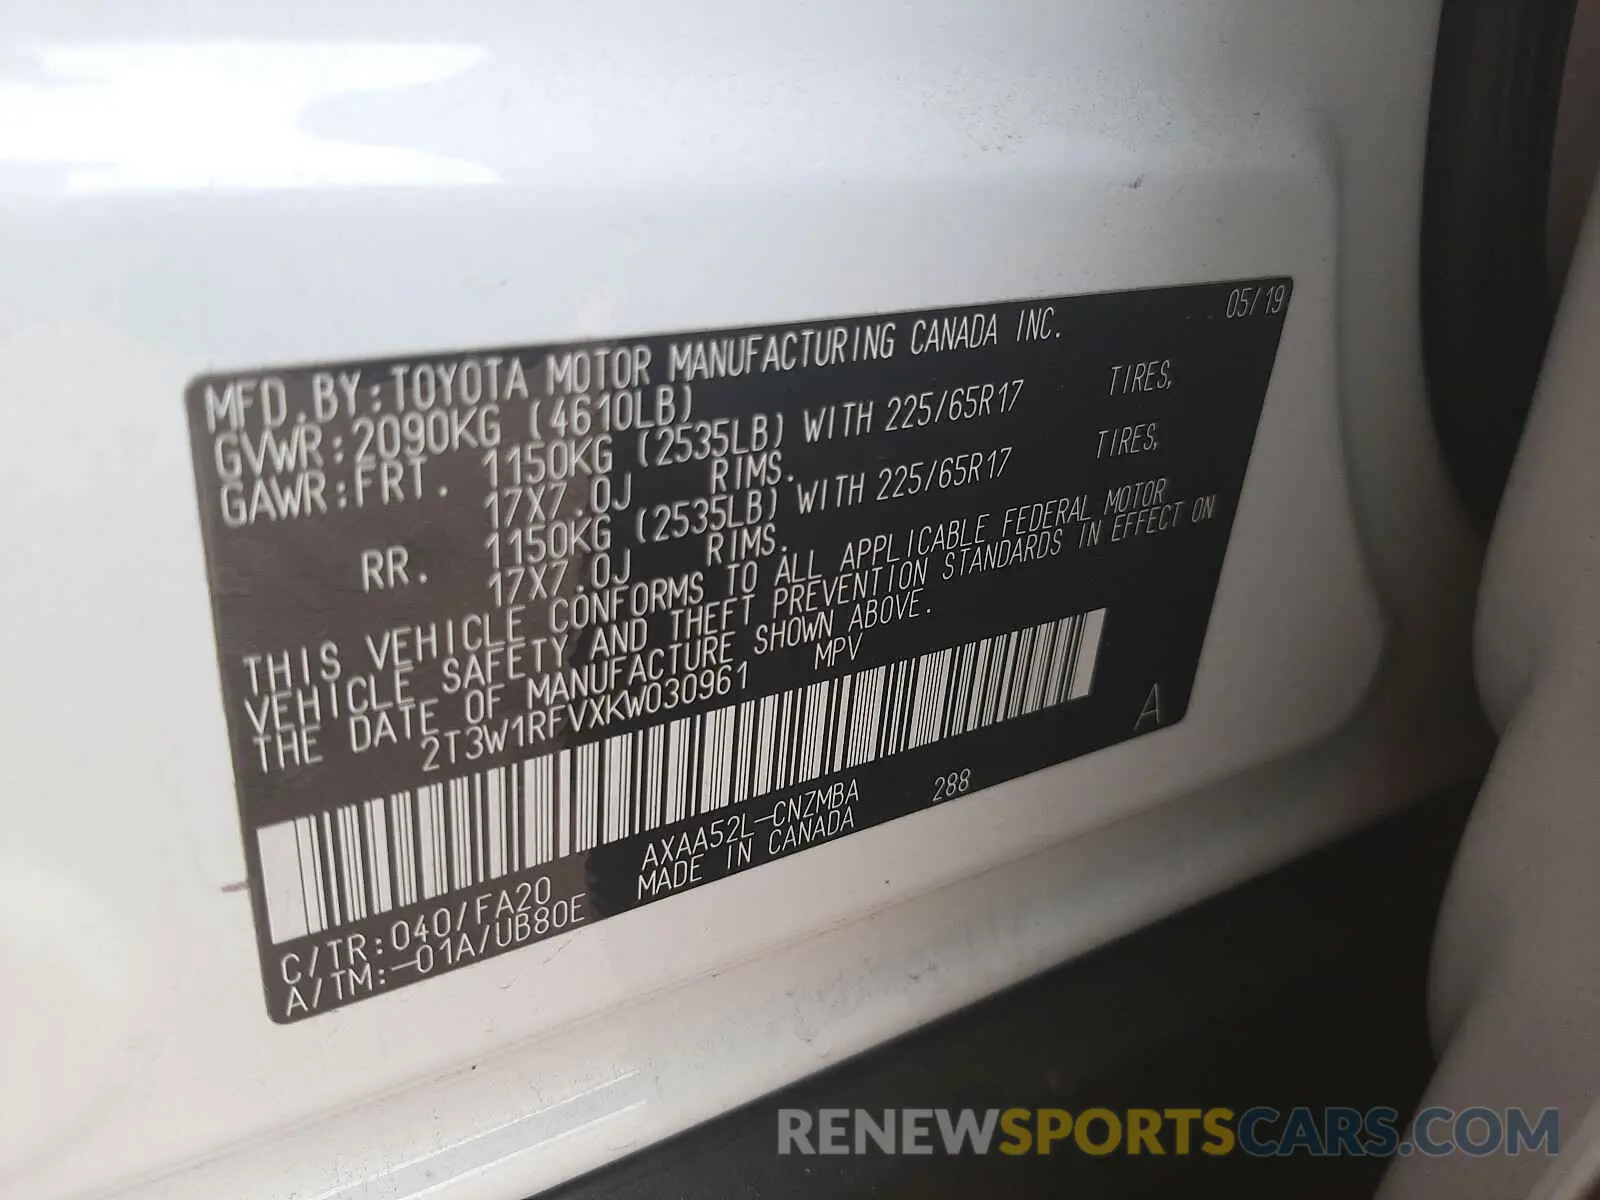 05/19
MFD.BY:TOYOTA MOTOR MANUFACTURING CANADA INC.
GVWR:2090KG (4610LB)
GAWR:FRT. 1150KG (2535LB) WITH 225/65R17 TIRES,
17X7.0J RIMS.
RR. 1150KG (2535LB) WITH 225/65R17 TIRES,
17X7.0J RIMS.
THIS VEHICLE CONFORMS TO ALL APPLICABLE FEDERAL MOTOR
VEHICLE SAFETY AND THEFT PREVENTION STANDARDS IN EFFECT ON
THE DATE OF MANUFACTURE SHOWN ABOVE.
2T3W1RFVXKW030961 MPV
A
C/TR:040/FA20 AXAA52L-CNZMBA 288
A/TM:-01A/UB80E MADE IN CANADA
RENEWSPORTSCARS.COM